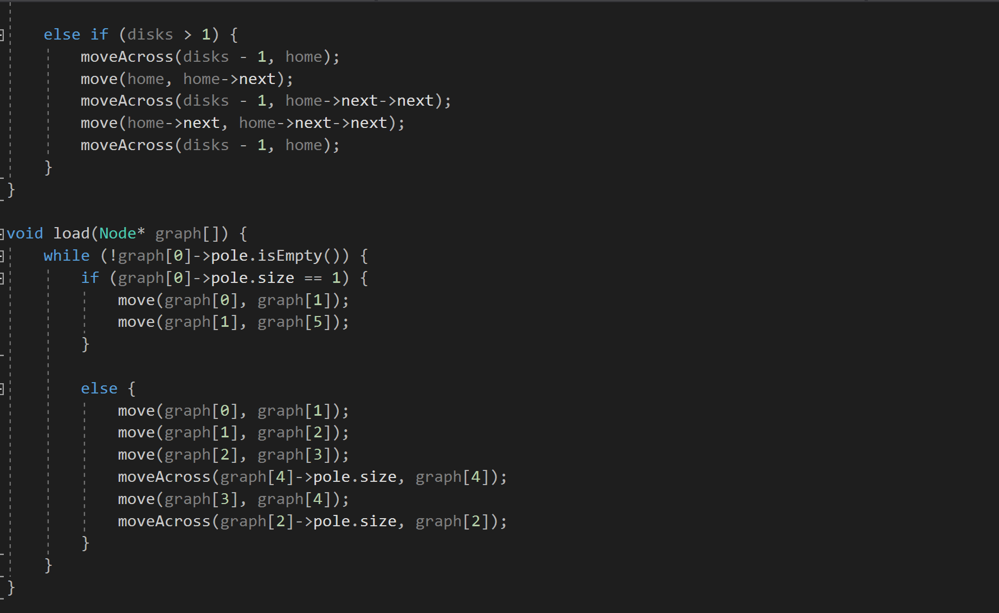 else if (disks > 1) {
moveAcross(disks - 1, home);
move(home, home->next);
moveAcross(disks - 1, home->next->next);
move(home->next, home->next->next);
moveAcross(disks - 1, home);
}
}
void load(Node* graph[]) {
while (!graph[0]->pole.isEmpty()) {
if (graph[0]->pole.size == 1) {
move(graph[0], graph[1]);
move(graph[1], graph[5]);
}
else {
move(graph[0], graph[1]);
move(graph[1], graph[2]);
move(graph[2], graph[3]);
moveAcross(graph[4]->pole.size, graph[4]);
move(graph[3], graph[4]);
moveAcross(graph[2]->pole.size, graph[2]);
}
}
}